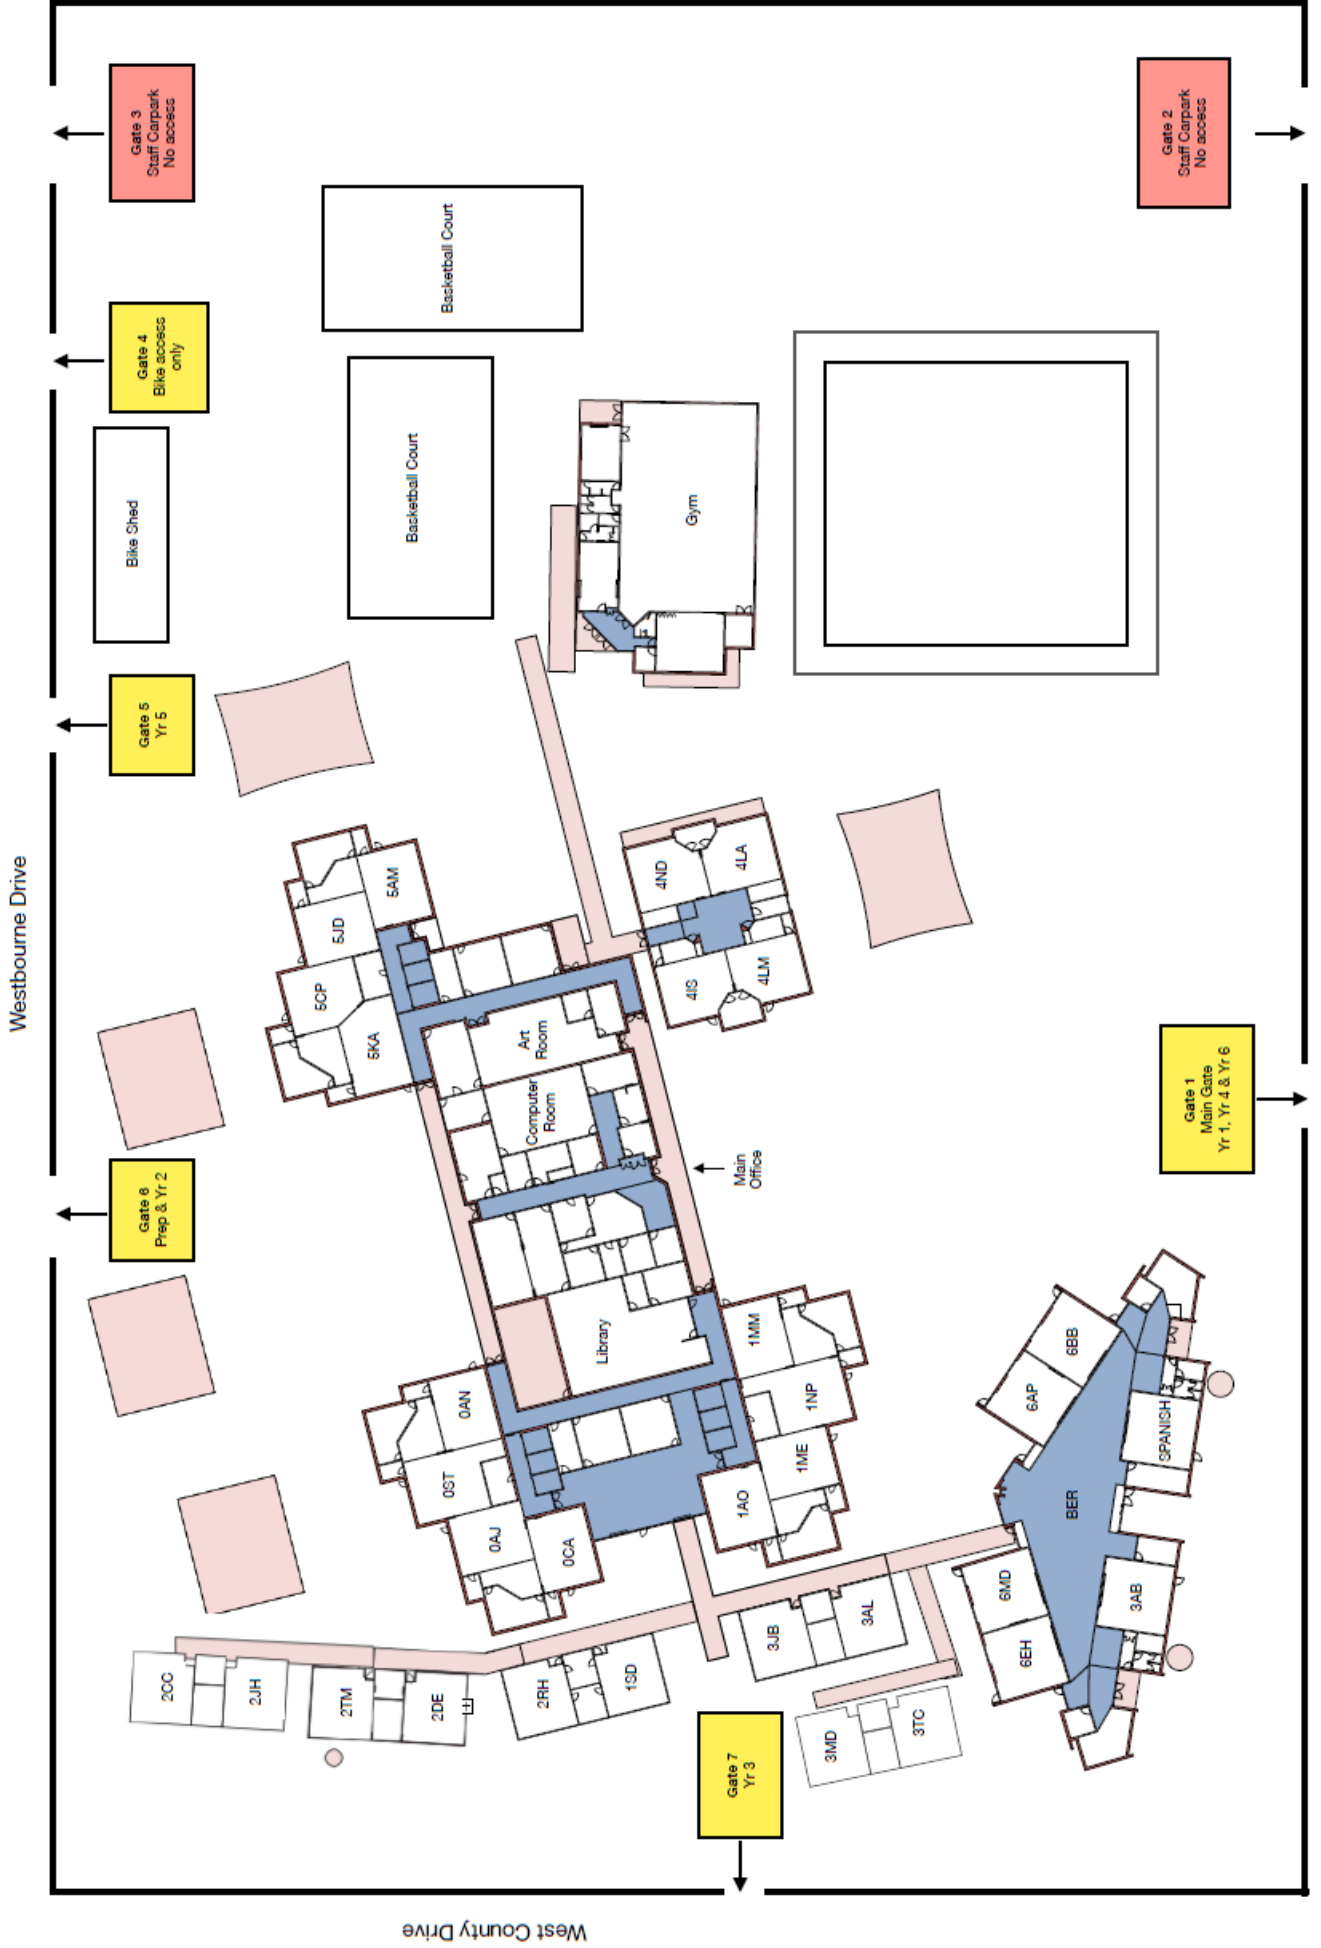 Westbourne Drive
Gate 3
Staff Carpark
No access
Gate 4
Bike access
only
Bike Shed
Gate 5
Yr 5
Gate 6
Prep & Yr 2
Gate 2
Staff Carpark
No access
Basketball Court
Basketball Court
Gym
5AM
5JD
5CP
5KA
4ND
4LA
4IS
4LM
Art
Room
Computer
Room
Main
Office
Gate 1
Main Gate
Yr 1, Yr 4 & Yr 6
Library
0AN
0ST
0AJ
0CA
1MM
1NP
1ME
1AO
6BB
6AP
SPANISH
BER
6MD
6EH
3AB
3JB
3AL
3MD
3TC
2CC
2JH
2TM
2DE
2RH
1SD
Gate 7
Yr 3
West County Drive